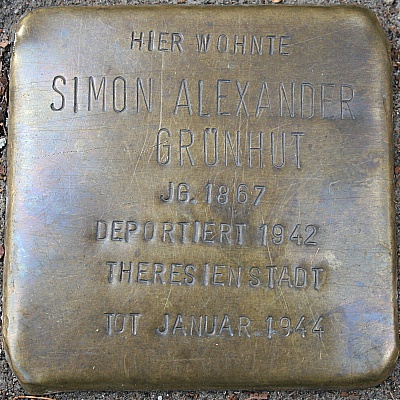 HIER WOHNTE
SIMON ALEXANDER
GRÜNHUT
JG. 1867
DEPORTIERT 1942
THERESIENSTADT
TOT JANUAR 1944